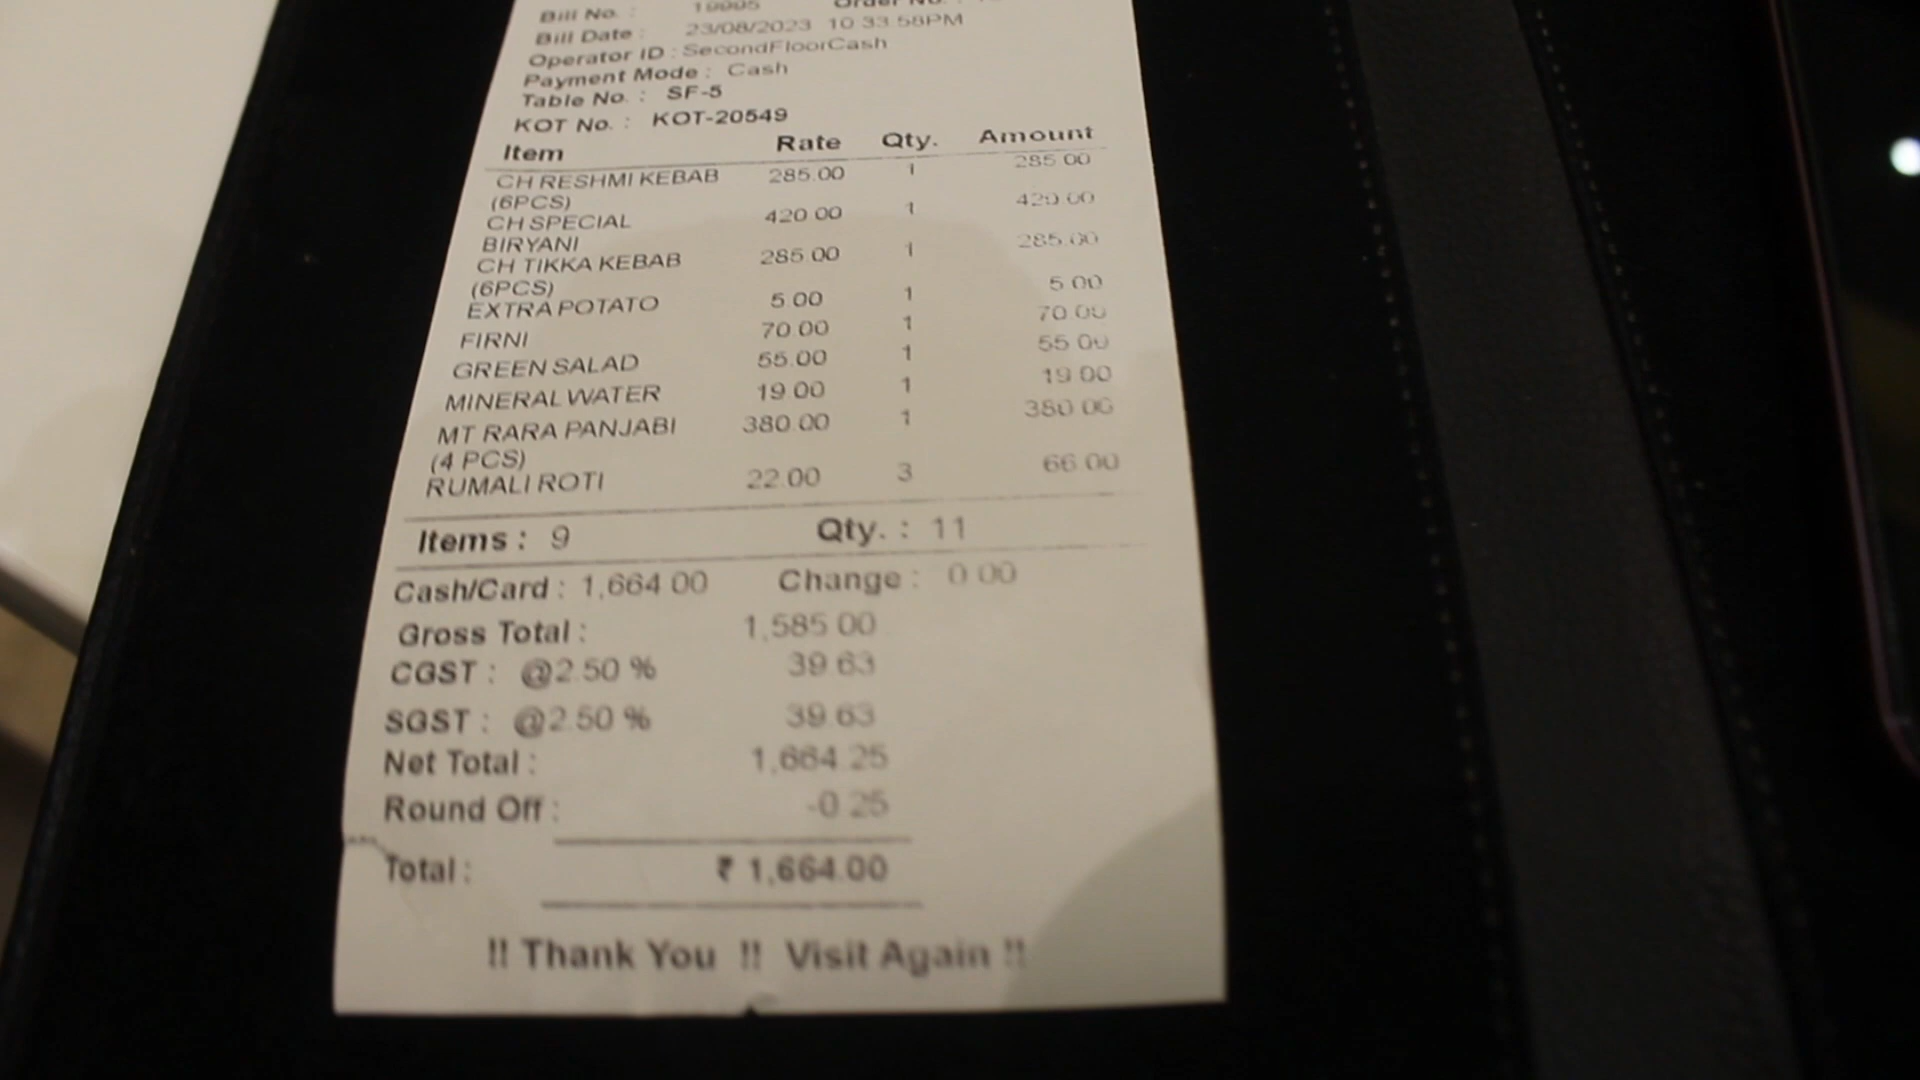 Bill No. : 19995 Order No. :
Bill Date : 23/08/2023 10:33:58PM
Operator ID : SecondFloorCash
Payment Mode : Cash
Table No. : SF-5
KOT No. : KOT-20549
Item Rate Qty. Amount
CH RESHMI KEBAB 285.00 1 285.00
(6PCS)
CH SPECIAL 420.00 1 420.00
BIRYANI
CH TIKKA KEBAB 285.00 1 285.00
(6PCS)
EXTRA POTATO 5.00 1 5.00
FIRNI 70.00 1 70.00
GREEN SALAD 55.00 1 55.00
MINERAL WATER 19.00 1 19.00
MT RARA PANJABI 380.00 1 380.00
(4 PCS)
RUMALI ROTI 22.00 3 66.00
Items : 9 Qty. : 11
Cash/Card : 1,664.00 Change : 0.00
Gross Total : 1,585.00
CGST : @2.50 % 39.63
SGST : @2.50 % 39.63
Net Total : 1,664.25
Round Off : -0.25
Total : ₹ 1,664.00
!! Thank You !! Visit Again !!